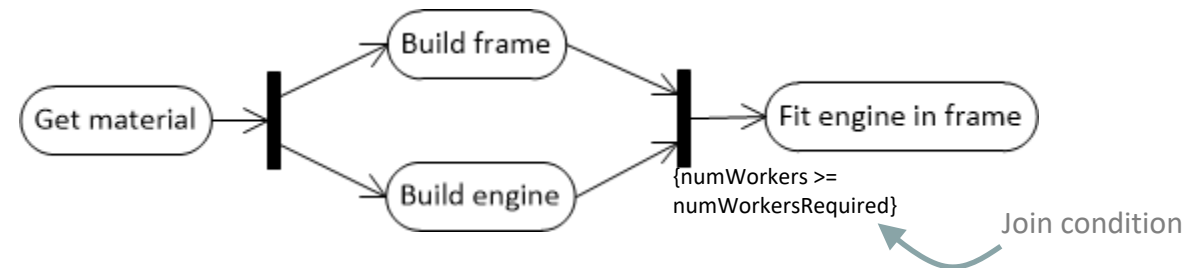 Build frame
Get material
Fit engine in frame
Build engine
{numWorkers >=
numWorkersRequired}
Join condition